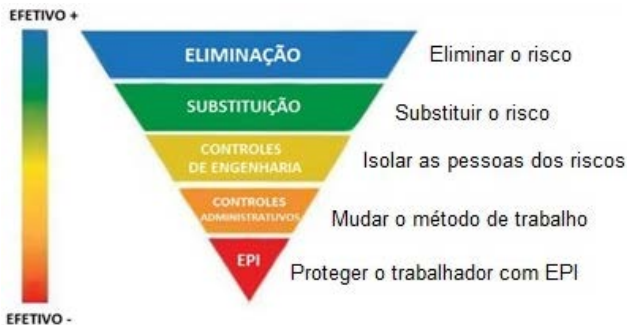 EFETIVO +
ELIMINAÇÃO
Eliminar o risco
SUBSTITUIÇÃO
Substituir o risco
CONTROLES
DE ENGENHARIA
Isolar as pessoas dos riscos
CONTROLES
ADMINISTRATUVOS
Mudar o método de trabalho
EPI
Proteger o trabalhador com EPI
EFETIVO -